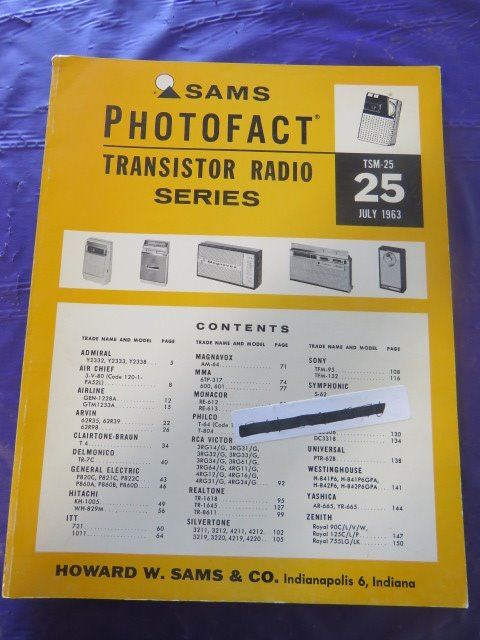 SAMS
PHOTOFACT®
TRANSISTOR RADIO
SERIES
TSM-25
25
JULY 1963
Magnavox
CONTENTS
TRADE NAME AND MODEL PAGE
ADMIRAL
Y2332, Y2333, Y2338 5
AIR CHIEF
3-V-80 (Code 120-1-
PA52L) 8
AIRLINE
GEN-1228A 12
GTM1233A 15
ARVIN
62R35, 62R39 22
62R98 26
CLAIRTONE-BRAUN
T-4 34
DELMONICO
TR-7C 40
GENERAL ELECTRIC
P820C, P821C, P822C 43
P860A, P860B, P860D 46
HITACHI
KH-1005 49
WH-829M 56
ITT
721 60
1011 64
TRADE NAME AND MODEL PAGE
MAGNAVOX
AM-64 71
MMA
6TP-317 74
600, 601 77
MONACOR
RE-612
RE-613
PHILCO
T-64 (Code
T-804
RCA VICTOR
3RG14/G, 3RG31/G,
3RG32/G, 3RG33/G,
3RG34/G, 3RG61/G,
3RG64/G, 4RG11/G,
4RG12/G, 4RG16/G,
4RG31/G, 4RG34/G 92
REALTONE
TR-1618 95
TR-1645 127
TR-8611 99
SILVERTONE
3211, 3212, 4211, 4212 102
3219, 3220, 4219, 4220 105
TRADE NAME AND MODEL PAGE
SONY
TFM-95 108
TFM-122 116
SYMPHONIC
S-62
130
DC3318 134
UNIVERSAL
PTR-62B 138
WESTINGHOUSE
H-841P6, H-841P6GPA,
H-842P6, H-842P6GPA 141
YASHICA
AR-665, YR-665 144
ZENITH
Royal 90C/L/V/W,
Royal 125C/L/P 147
Royal 755LG/LK 150
HOWARD W. SAMS & CO. Indianapolis 6, Indiana